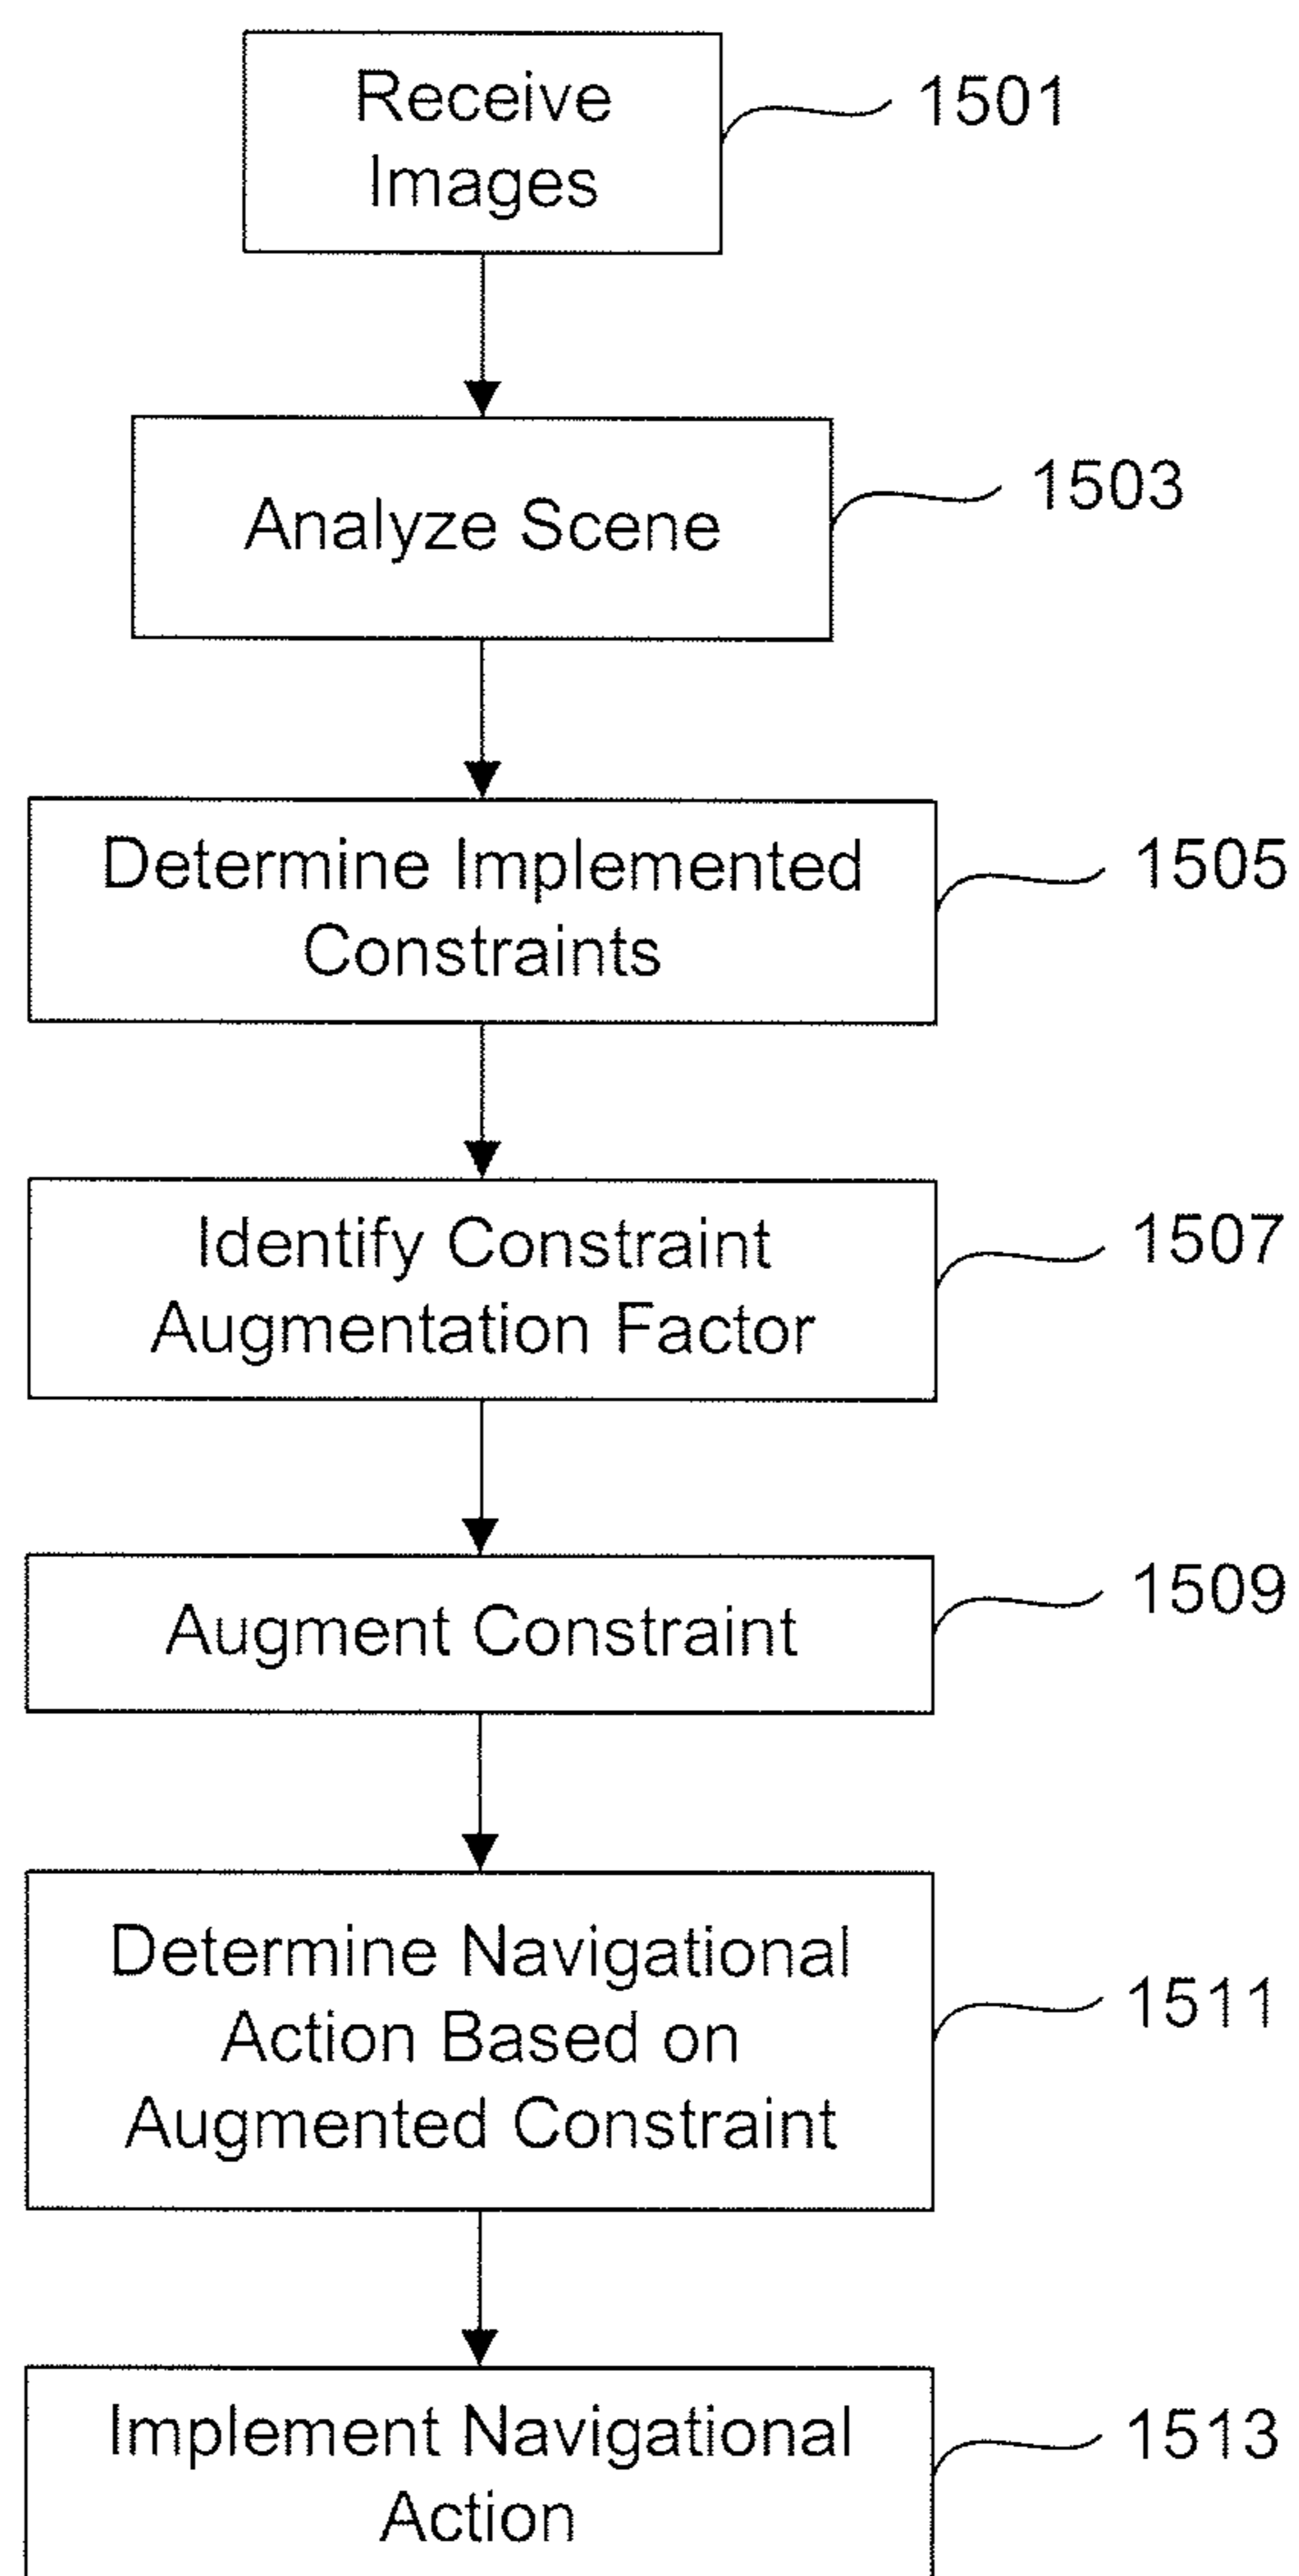 Receive
Images
1501
Analyze Scene
1503
Determine Implemented
Constraints
1505
Identify Constraint
Augmentation Factor
1507
Augment Constraint
1509
Determine Navigational
Action Based on
Augmented Constraint
1511
Implement Navigational
Action
1513